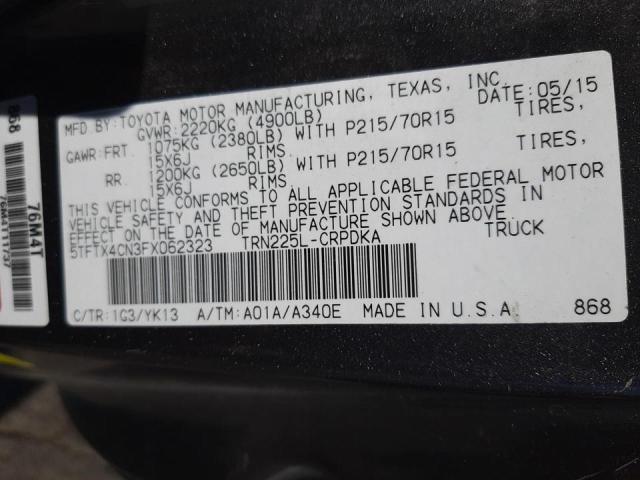 MFD BY: TOYOTA MOTOR MANUFACTURING, TEXAS, INC. DATE: 05/15
GVWR: 2220KG (4900LB)
GAWR: FRT 1075KG (2380LB) WITH P215/70R15 TIRES,
15X6J RIMS
RR 1200KG (2650LB) WITH P215/70R15 TIRES,
15X6J RIMS
THIS VEHICLE CONFORMS TO ALL APPLICABLE FEDERAL MOTOR
VEHICLE SAFETY AND THEFT PREVENTION STANDARDS IN
EFFECT ON THE DATE OF MANUFACTURE SHOWN ABOVE.
5TFTX4CN3FX062323 TRN225L-CRPDKA TRUCK
C/TR: 1G3/YK13 A/TM: A01A/A340E MADE IN U.S.A. 868
868
76M4T